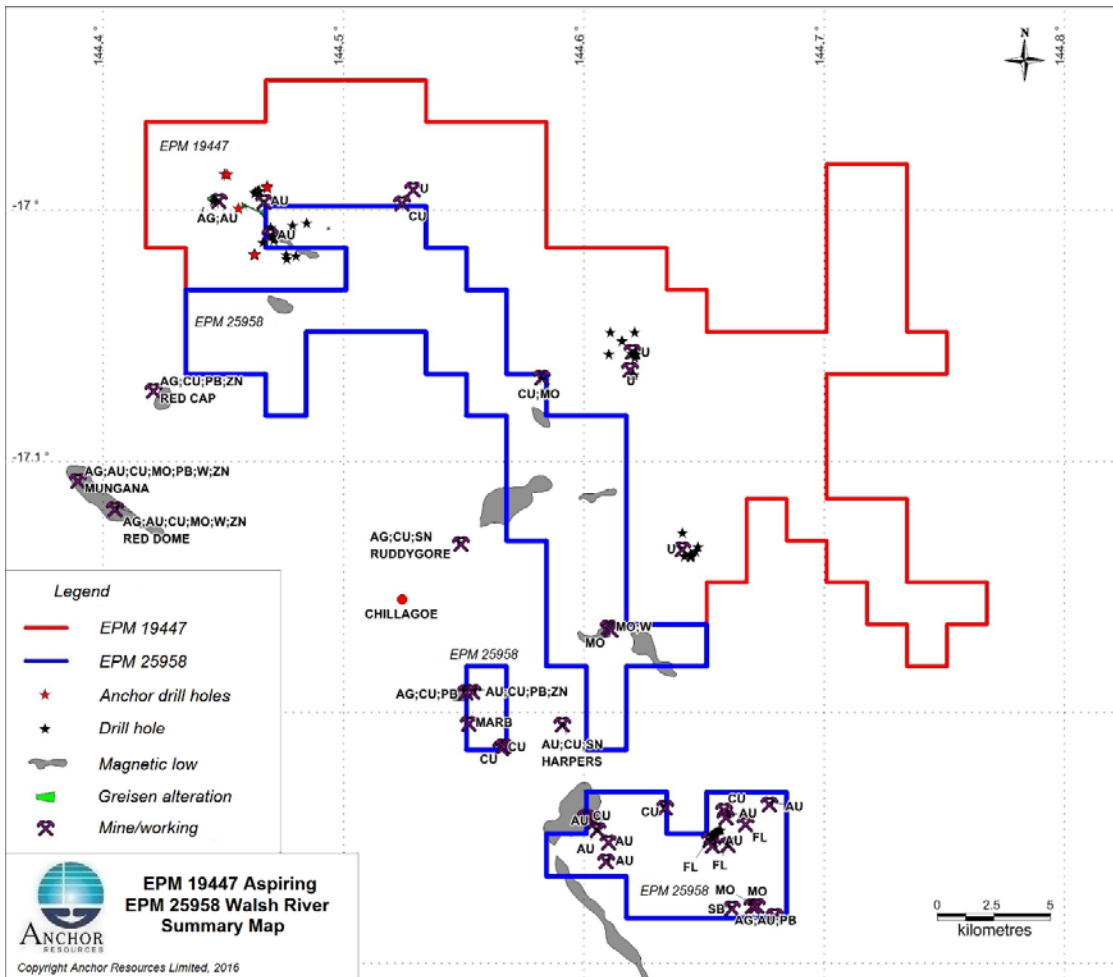 144.4 °
144.5 °
144.6 °
144.7 °
144.8 °
N
EPM 19447
U
AU
AG;AU
CU
-17 °
AU
EPM 25958
U
U
AG;CU;PB;ZN
RED CAP
CU;MO
-17.1 °
AG;AU;CU;MO;PB;W;ZN
MUNGANA
AG;AU;CU;MO;W;ZN
RED DOME
AG;CU;SN
RUDDYGORE
U
CHILLAGOE
MO;W
MO
EPM 25958
AG;CU;PB
AU;CU;PB;ZN
MARB
CU
CU
AU;CU;SN
HARPERS
CU
AU
CU
CU
AU
AU
FL
AU
AU
AU
AU
FL
FL
EPM 25958
MO
MO
SB
AG;AU;PB
Legend
EPM 19447
EPM 25958
Anchor drill holes
Drill hole
Magnetic low
Greisen alteration
Mine/working
ANCHOR
RESOURCES
EPM 19447 Aspiring
EPM 25958 Walsh River
Summary Map
Copyright Anchor Resources Limited, 2016
0 2.5 5
kilometres